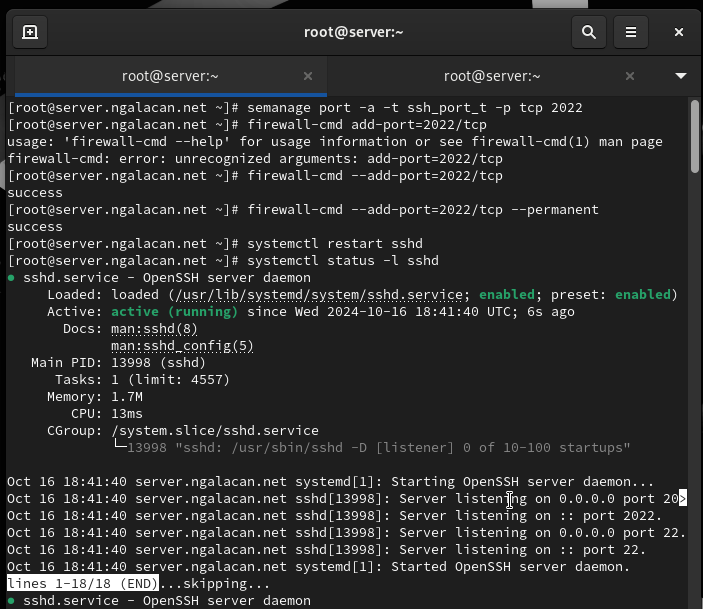 root@server:~
root@server:~
root@server:~
[root@server.ngalacan.net ~]# semanage port -a -t ssh_port_t -p tcp 2022
[root@server.ngalacan.net ~]# firewall-cmd add-port=2022/tcp
usage: 'firewall-cmd --help' for usage information or see firewall-cmd(1) man page
firewall-cmd: error: unrecognized arguments: add-port=2022/tcp
[root@server.ngalacan.net ~]# firewall-cmd --add-port=2022/tcp
success
[root@server.ngalacan.net ~]# firewall-cmd --add-port=2022/tcp --permanent
success
[root@server.ngalacan.net ~]# systemctl restart sshd
[root@server.ngalacan.net ~]# systemctl status -l sshd
● sshd.service - OpenSSH server daemon
Loaded: loaded (/usr/lib/systemd/system/sshd.service; enabled; preset: enabled)
Active: active (running) since Wed 2024-10-16 18:41:40 UTC; 6s ago
Docs: man:sshd(8)
man:sshd_config(5)
Main PID: 13998 (sshd)
Tasks: 1 (limit: 4557)
Memory: 1.7M
CPU: 13ms
CGroup: /system.slice/sshd.service
└─13998 "sshd: /usr/sbin/sshd -D [listener] 0 of 10-100 startups"
Oct 16 18:41:40 server.ngalacan.net systemd[1]: Starting OpenSSH server daemon...
Oct 16 18:41:40 server.ngalacan.net sshd[13998]: Server listening on 0.0.0.0 port 20>
Oct 16 18:41:40 server.ngalacan.net sshd[13998]: Server listening on :: port 2022.
Oct 16 18:41:40 server.ngalacan.net sshd[13998]: Server listening on 0.0.0.0 port 22.
Oct 16 18:41:40 server.ngalacan.net sshd[13998]: Server listening on :: port 22.
Oct 16 18:41:40 server.ngalacan.net systemd[1]: Started OpenSSH server daemon.
lines 1-18/18 (END)...skipping...
● sshd.service - OpenSSH server daemon